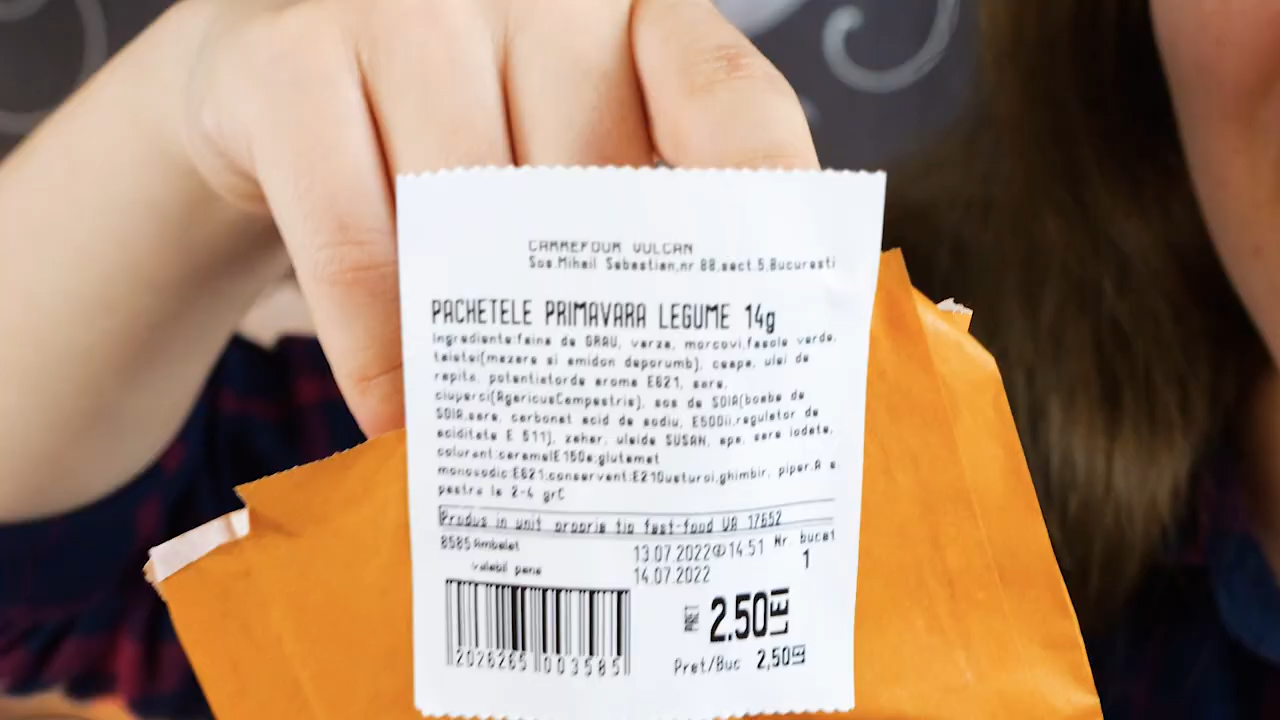 CARREFOUR VULCAN
Sos.Mihail Sebastian,nr 88,sect.5,Bucuresti
PACHETELE PRIMAVARA LEGUME 14g
ingrediente:faina de GRAU, varza, morcovi,fasole verde,
taietei(mazare si amidon deporumb), ceapa, ulei de
rapita, potentiatorde aroma E621, sare,
ciuperci(AgaricusCampestris), sos de SOIA(boabe de
SOIA,sare, carbonat acid de sodiu, E500ii,regulator de
aciditate E 511), zahar, uleide SUSAN, apa, sare iodata,
colorant:caramelE150a;glutamat
monosodic:E621;conservant:E210usturoi,ghimbir, piper.A se
pastra la 2-4 grC
Produs in unit proprie tip fast-food VA 17652
8585 Ambalat 13.07.2022@14.51 Nr bucat
valabil pana 14.07.2022 1
PRET 2.50 LEI
2026265 003585
Pret/Buc 2,50 LEI